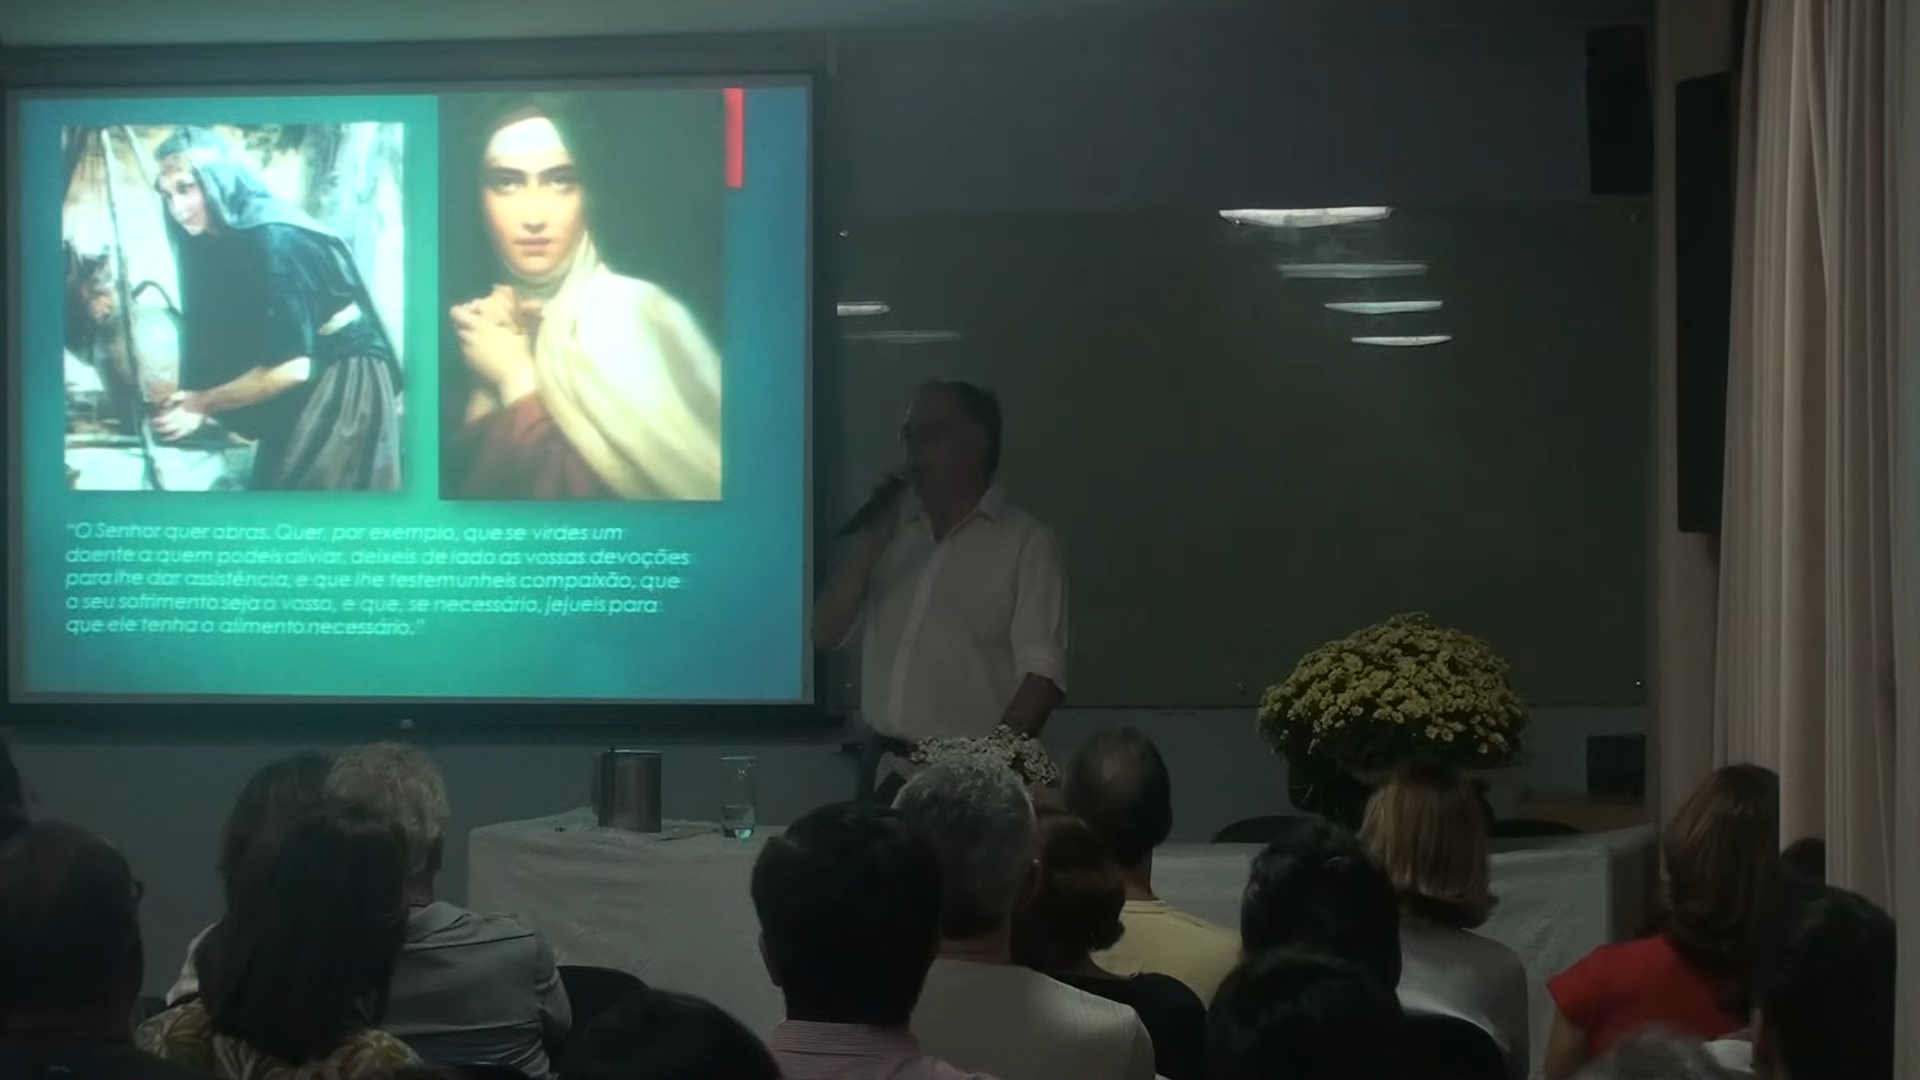 “O Senhor quer obras. Quer, por exemplo, que se virdes um
doente a quem podeis aliviar, deixeis de lado as vossas devoções
para lhe dar assistência, e que lhe testemunheis compaixão, que
o seu sofrimento seja o vosso, e que, se necessário, jejueis para
que ele tenha o alimento necessário.”